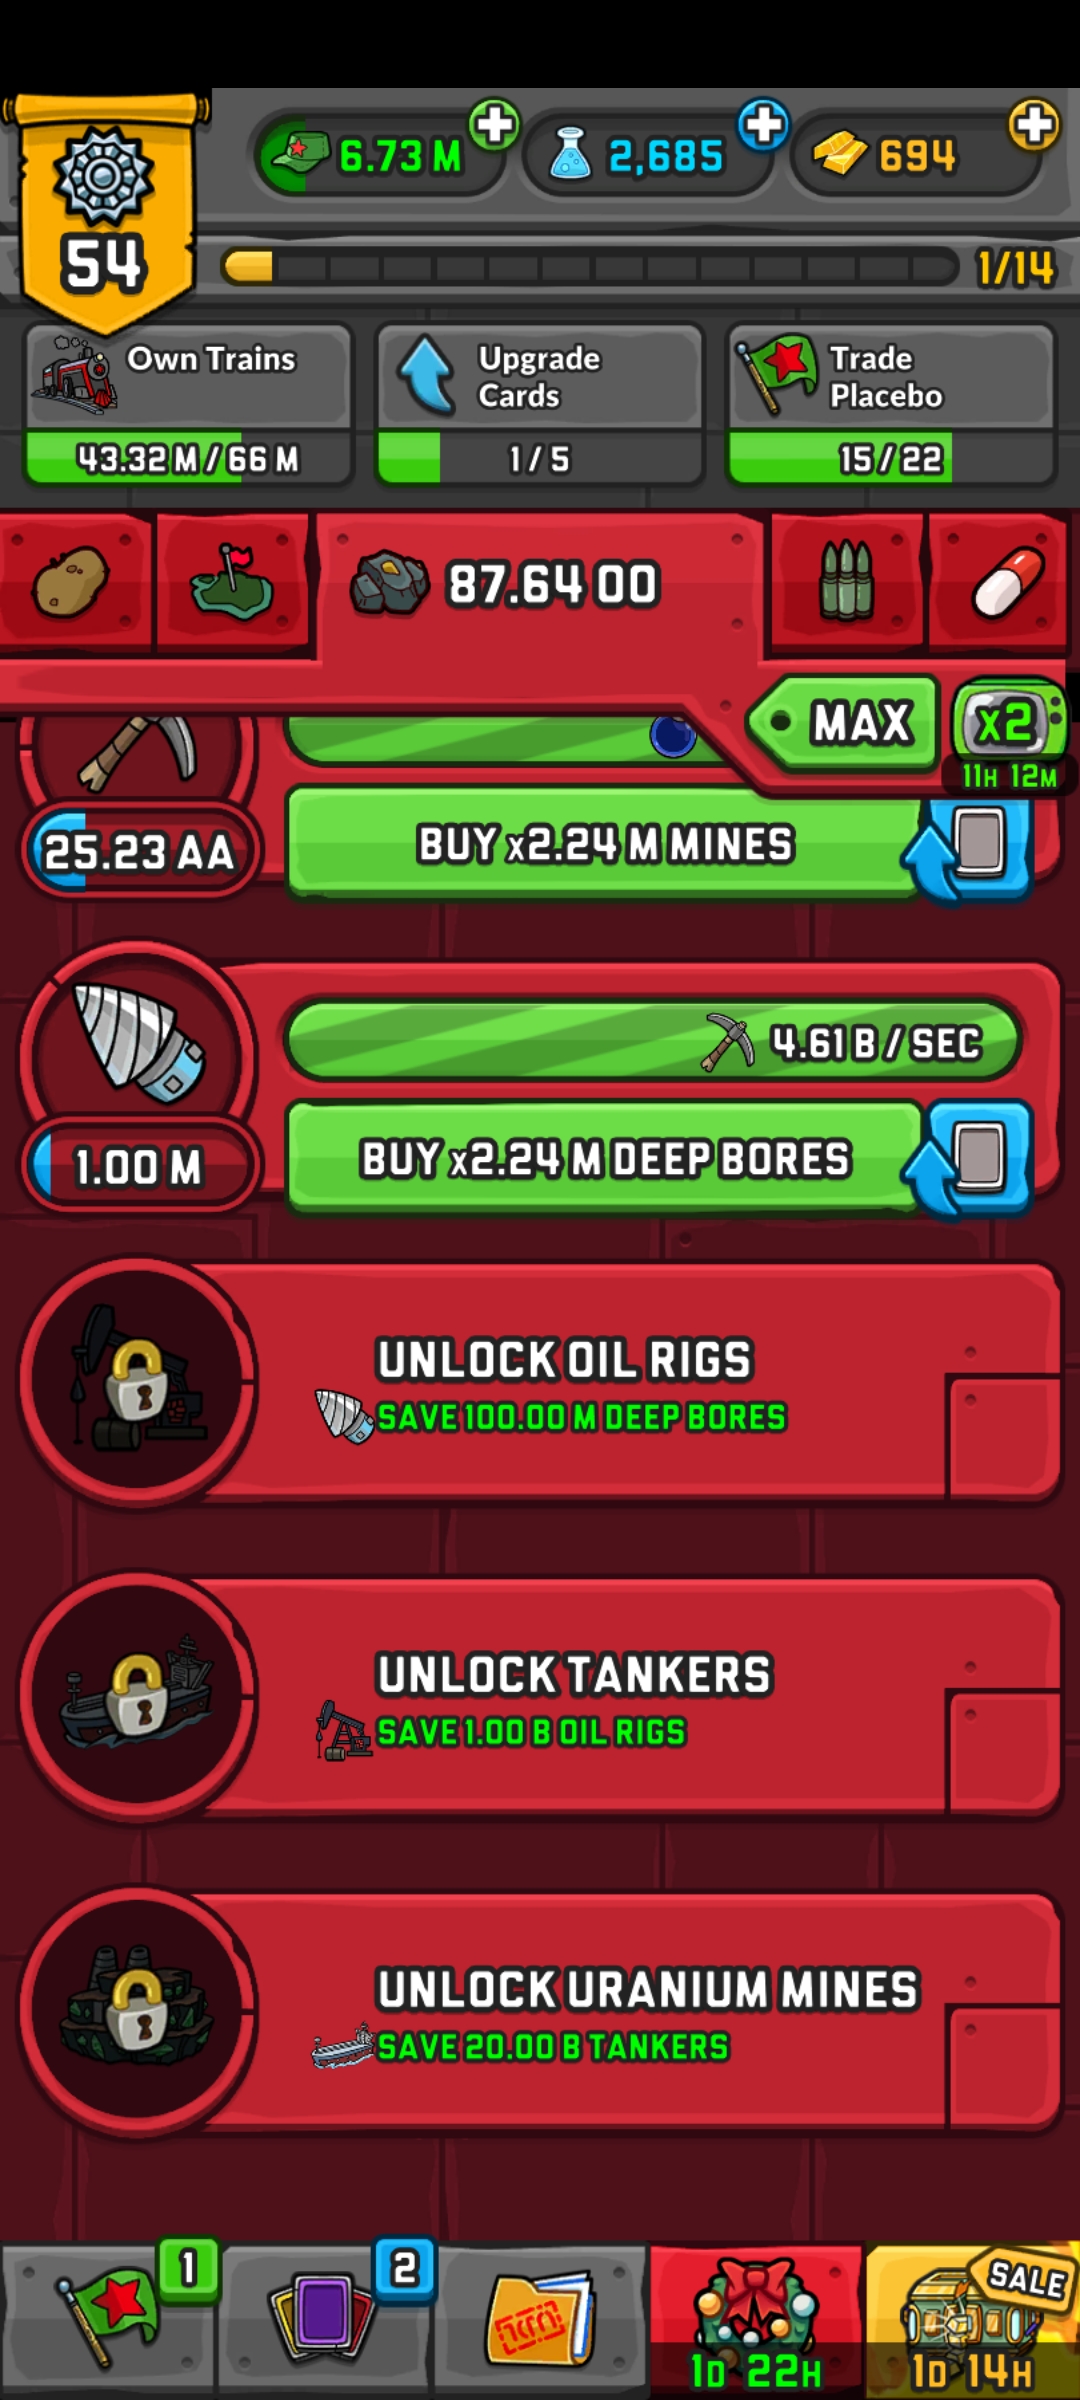 6.73 M
2,685
694
54
1/14
Own Trains
43.32 M / 66 M
Upgrade
Cards
1 / 5
Trade
Placebo
15 / 22
87.64 OO
MAX
x2
11H 12M
25.23 AA
BUY x2.24 M MINES
4.61 B / SEC
1.00 M
BUY x2.24 M DEEP BORES
UNLOCK OIL RIGS
SAVE 100.00 M DEEP BORES
UNLOCK TANKERS
SAVE 1.00 B OIL RIGS
UNLOCK URANIUM MINES
SAVE 20.00 B TANKERS
1
2
1D 22H
SALE
1D 14H